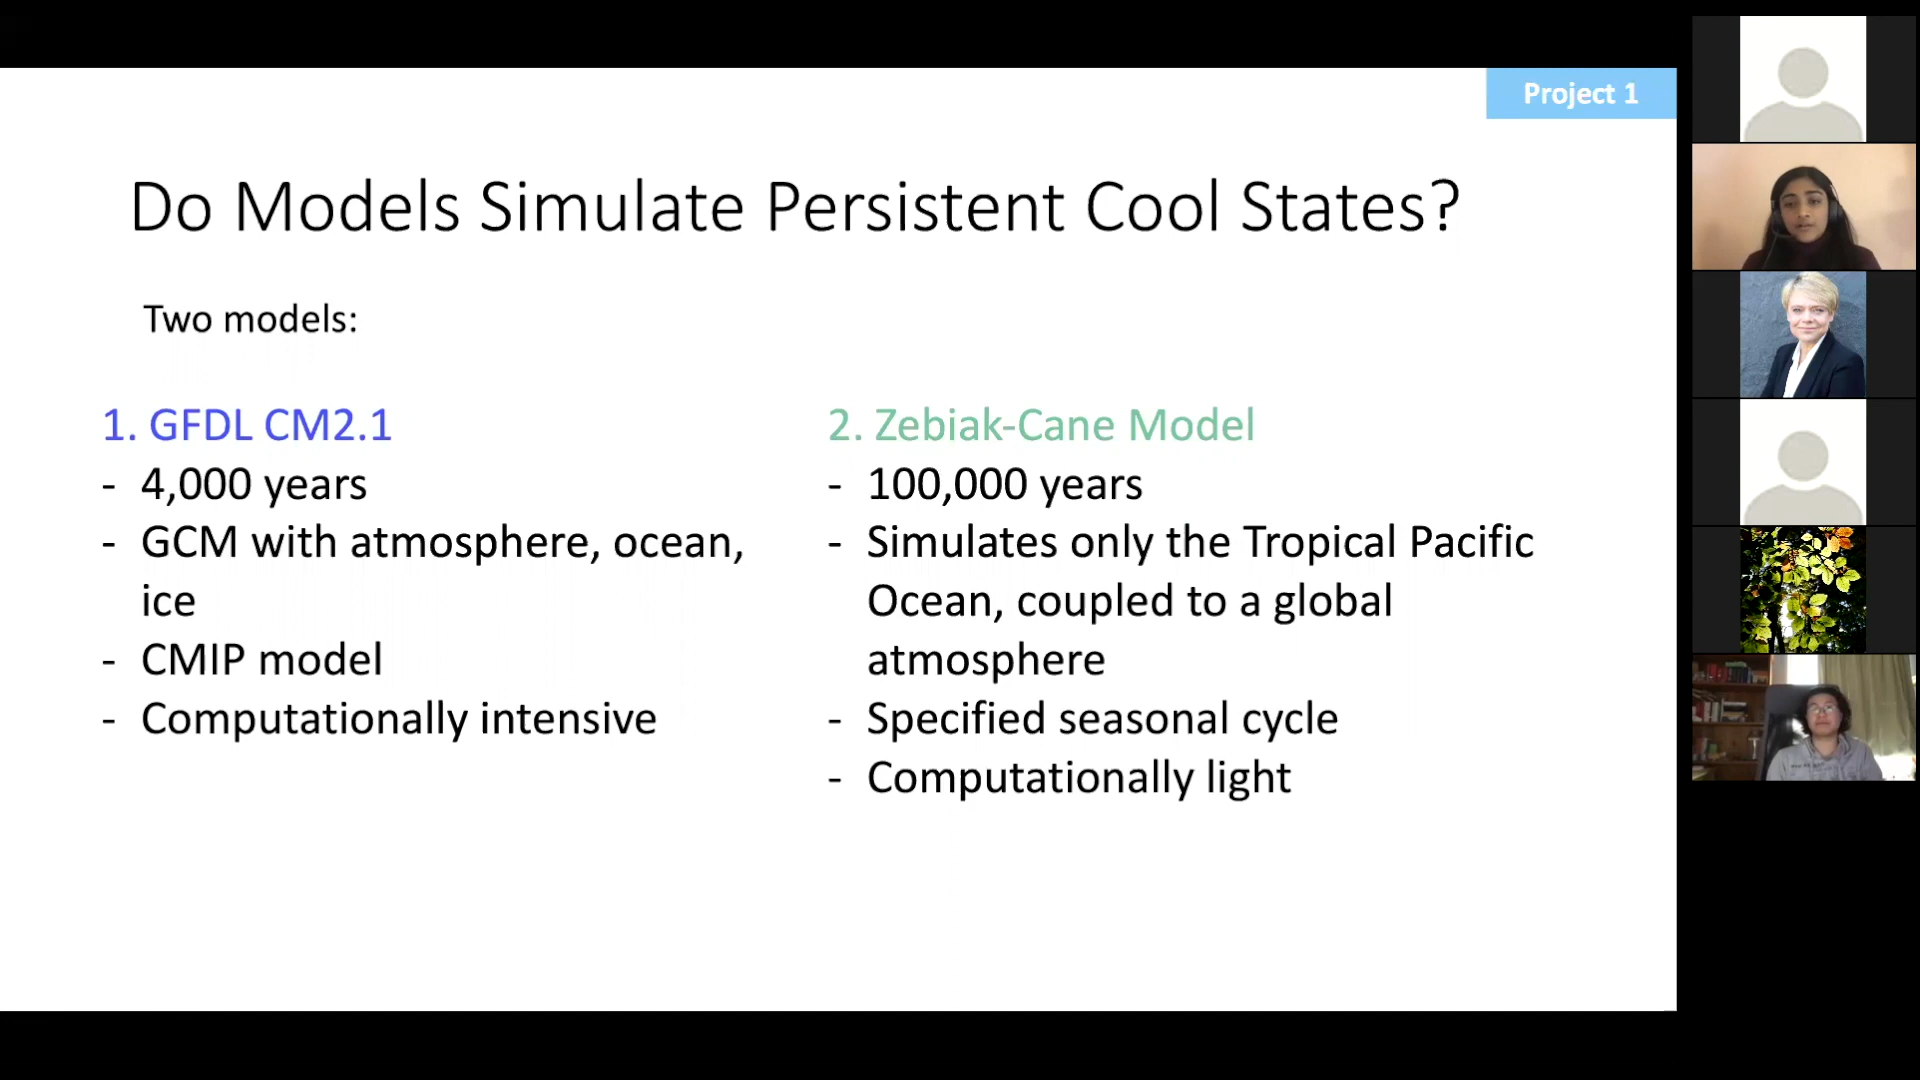 Project 1
Do Models Simulate Persistent Cool States?
Two models:
1. GFDL CM2.1
- 4,000 years
- GCM with atmosphere, ocean,
ice
- CMIP model
- Computationally intensive
2. Zebiak-Cane Model
- 100,000 years
- Simulates only the Tropical Pacific
Ocean, coupled to a global
atmosphere
- Specified seasonal cycle
- Computationally light